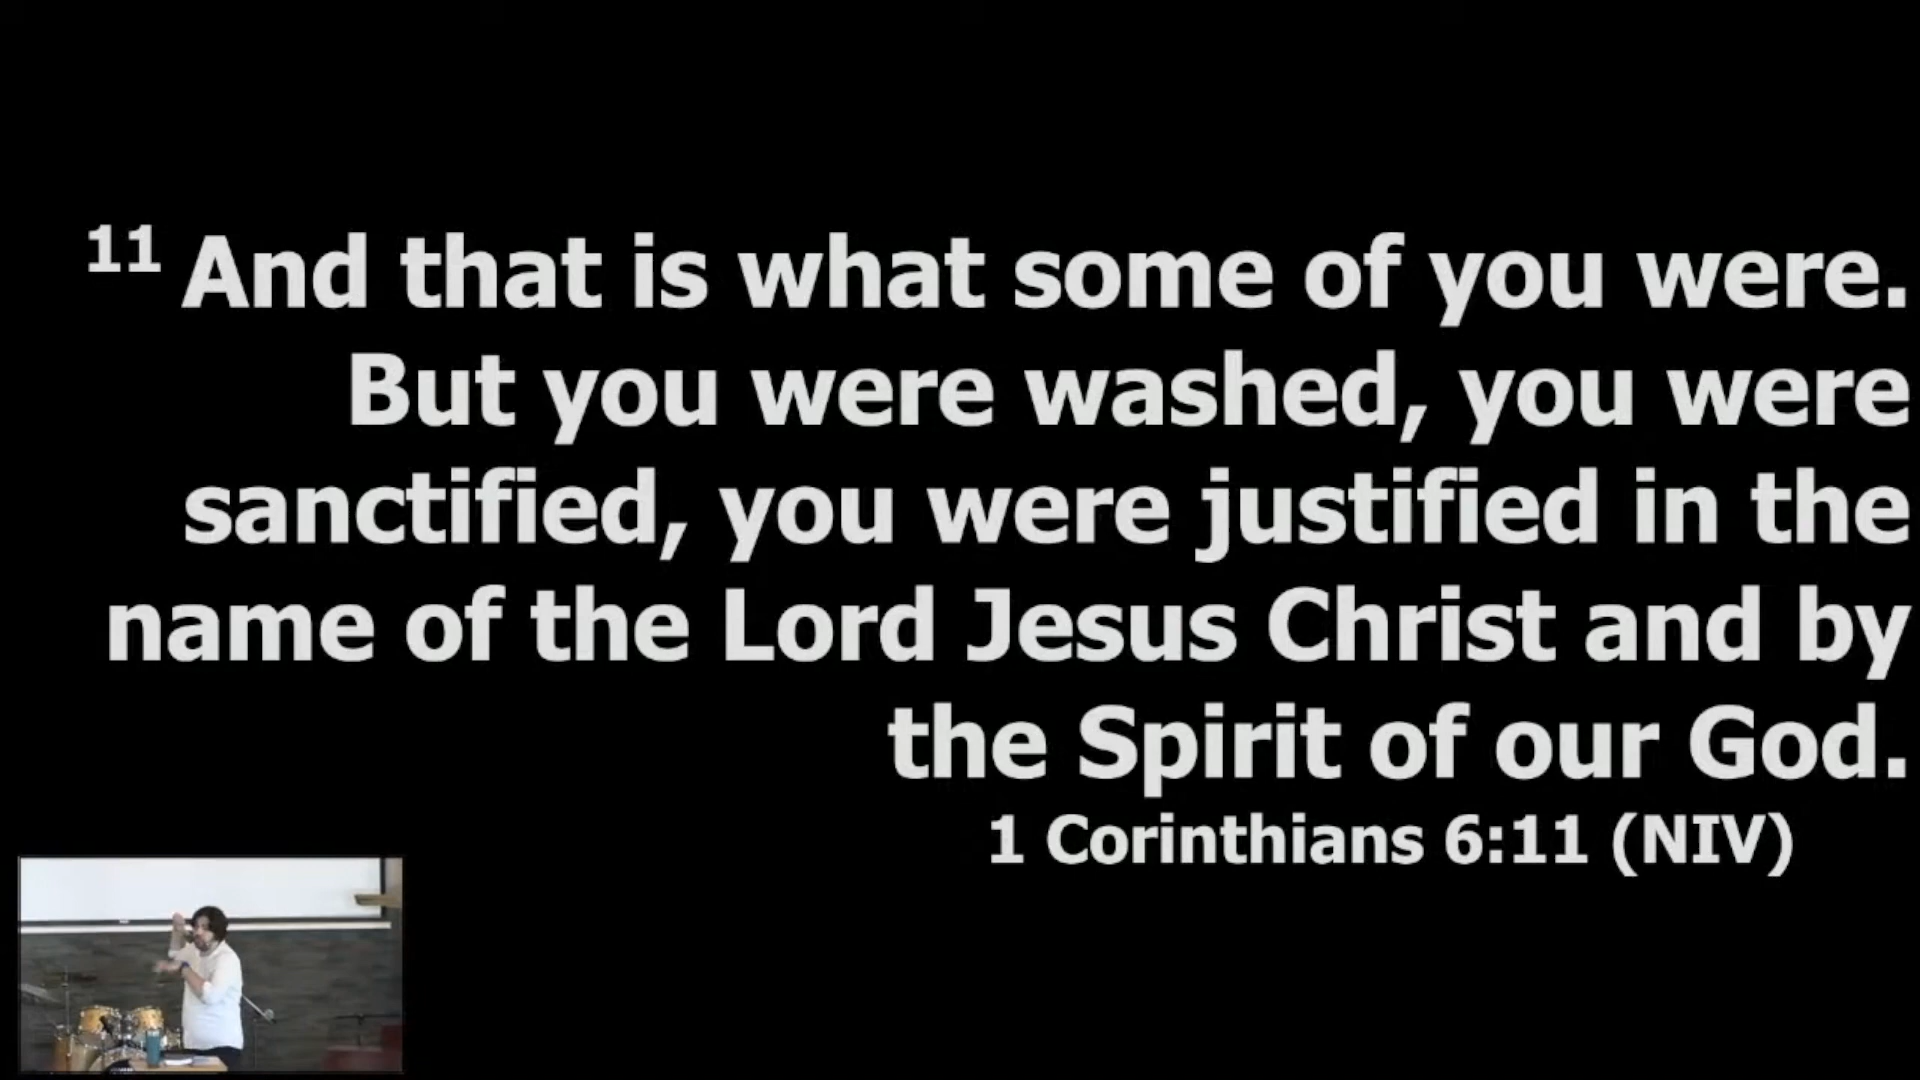 11 And that is what some of you were.
But you were washed, you were
sanctified, you were justified in the
name of the Lord Jesus Christ and by
the Spirit of our God.
1 Corinthians 6:11 (NIV)